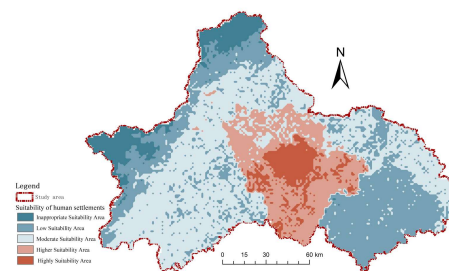 N
Legend
Study area
Suitability of human settlements
Inappropriate Suitability Area
Low Suitability Area
Moderate Suitability Area
Higher Suitability Area
Highly Suitability Area
0 15 30 60 km